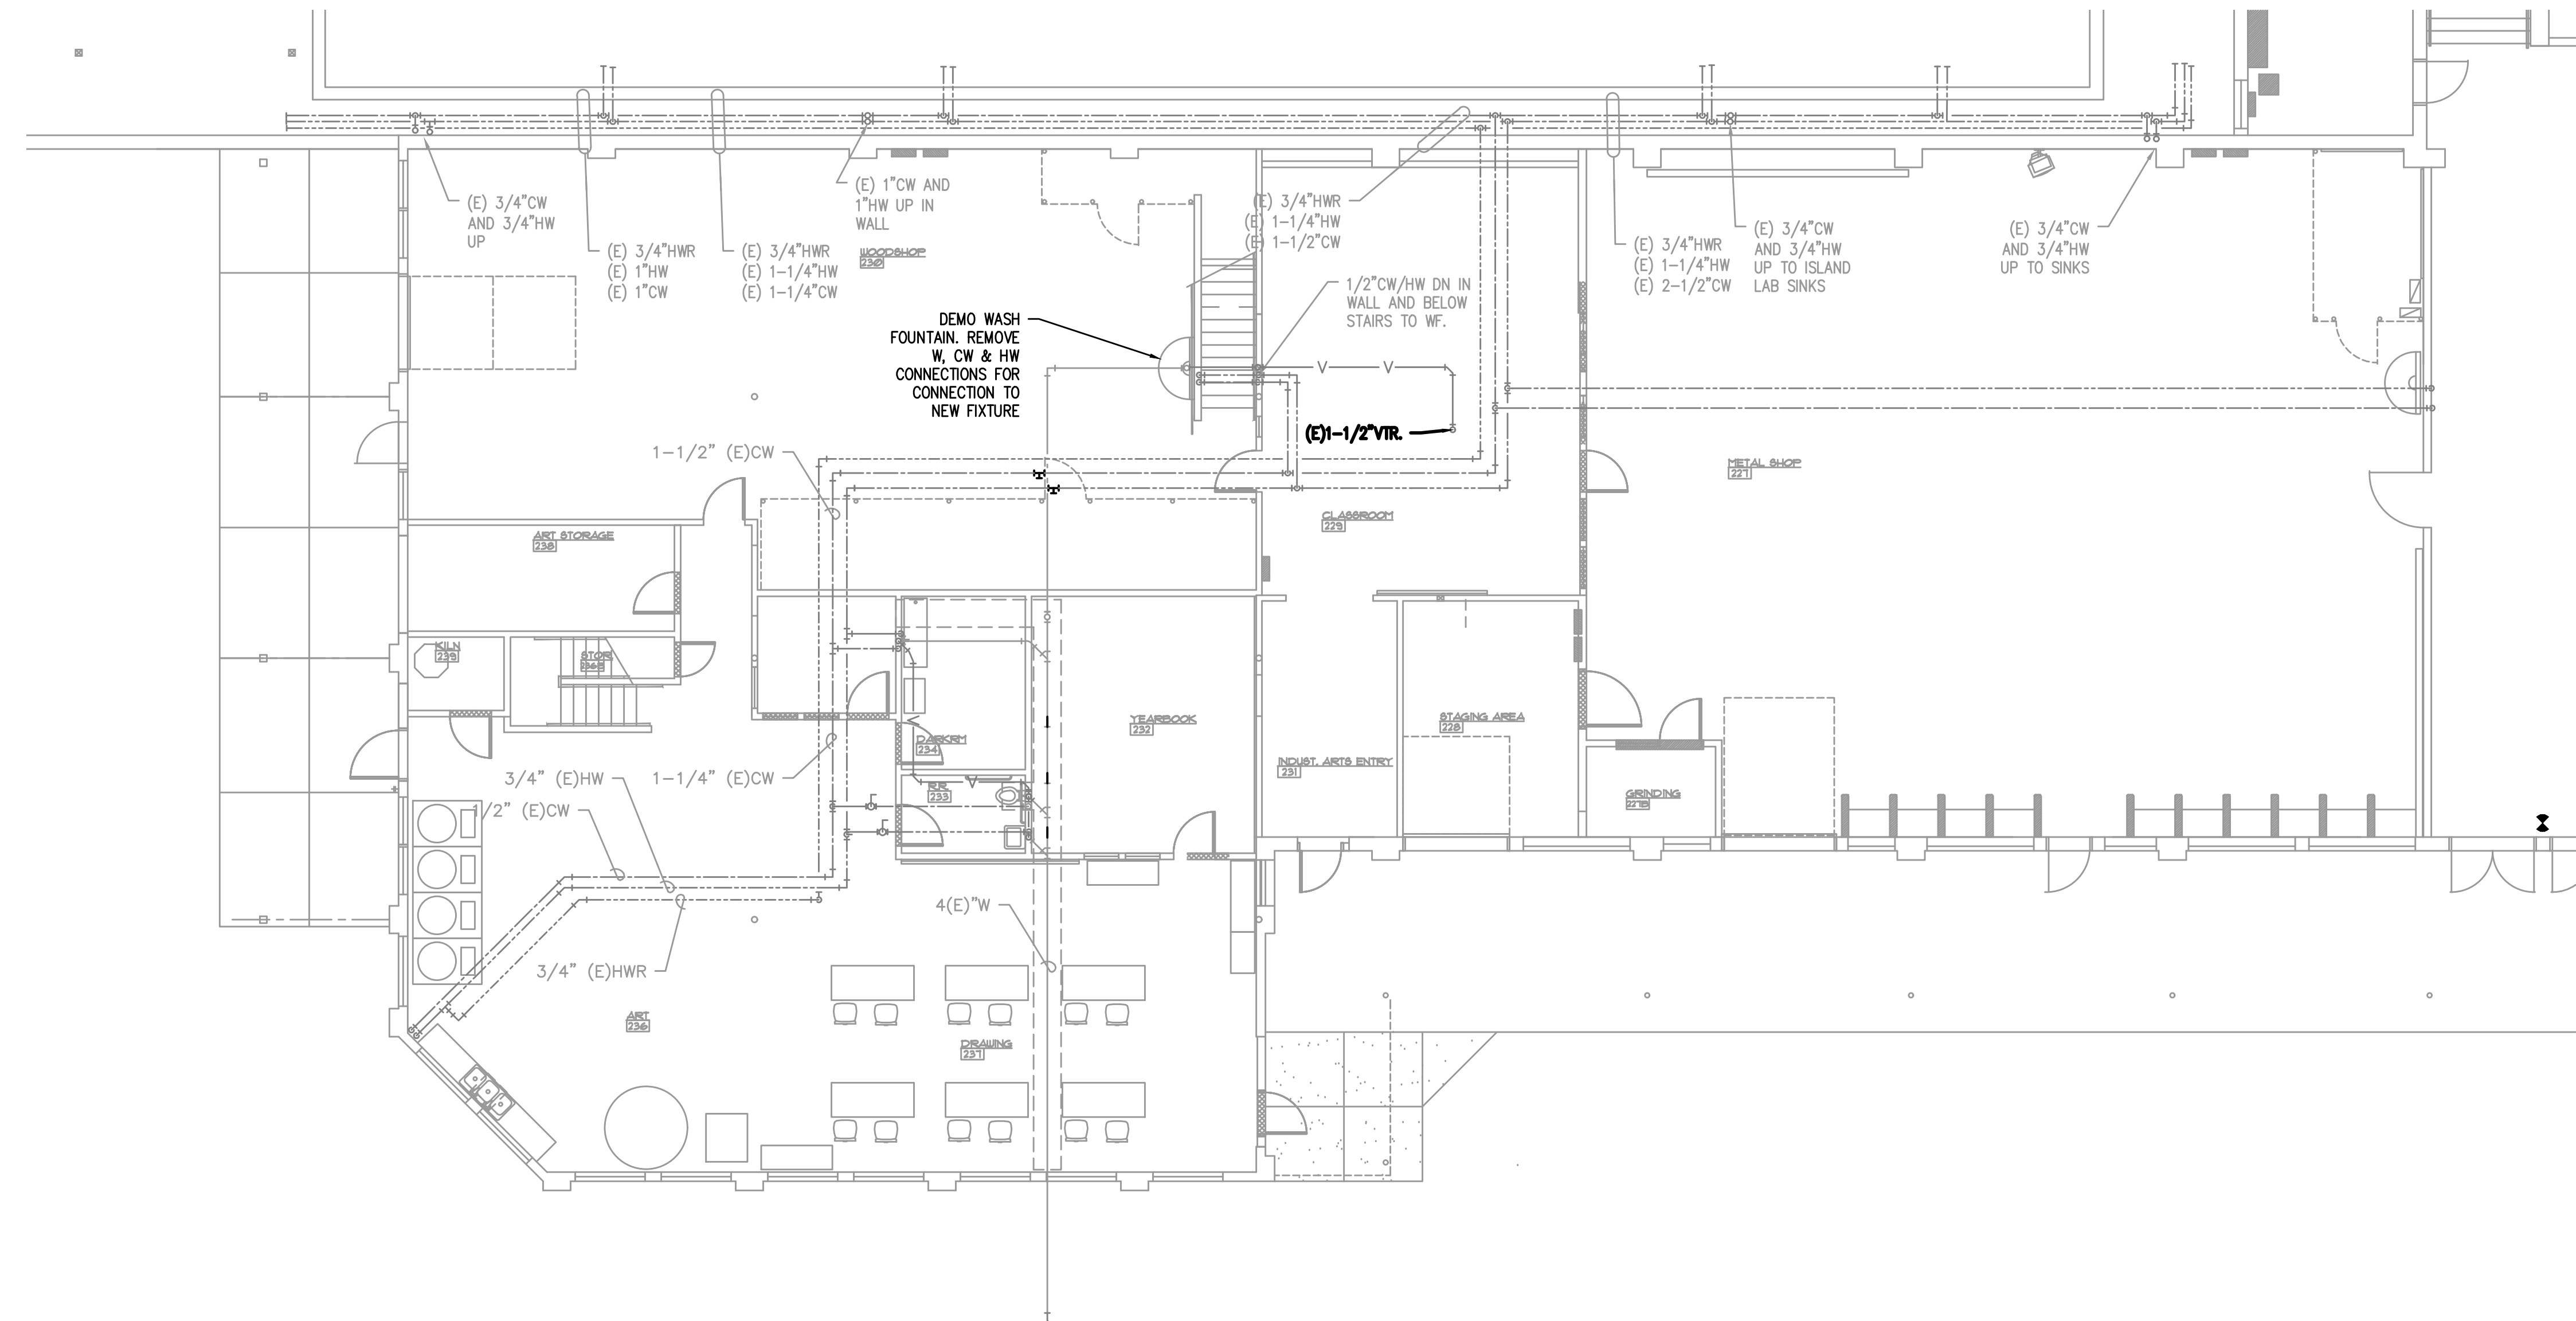 (E) 3/4"CW
AND 3/4"HW
UP
(E) 3/4"HWR
(E) 1"HW
(E) 1"CW
(E) 3/4"HWR
(E) 1-1/4"HW
(E) 1-1/4"CW
(E) 1"CW AND
1"HW UP IN
WALL
WOODSHOP
230
(E) 3/4"HWR
(E) 1-1/4"HW
(E) 1-1/2"CW
1/2"CW/HW DN IN
WALL AND BELOW
STAIRS TO WF.
(E) 3/4"HWR
(E) 1-1/4"HW
(E) 2-1/2"CW
(E) 3/4"CW
AND 3/4"HW
UP TO ISLAND
LAB SINKS
(E) 3/4"CW
AND 3/4"HW
UP TO SINKS
DEMO WASH
FOUNTAIN. REMOVE
W, CW & HW
CONNECTIONS FOR
CONNECTION TO
NEW FIXTURE
V V
(E)1-1/2"VTR.
1-1/2" (E)CW
METAL SHOP
227
CLASSROOM
229
ART STORAGE
238
KILN
239
STOR.
YEARBOOK
232
DARKRM
234
V
STAGING AREA
228
INDUST. ARTS ENTRY
231
3/4" (E)HW
1-1/4" (E)CW
1/2" (E)CW
V
R.R.
233
GRINDING
227B
4(E)"W
3/4" (E)HWR
ART
236
DRAWING
237